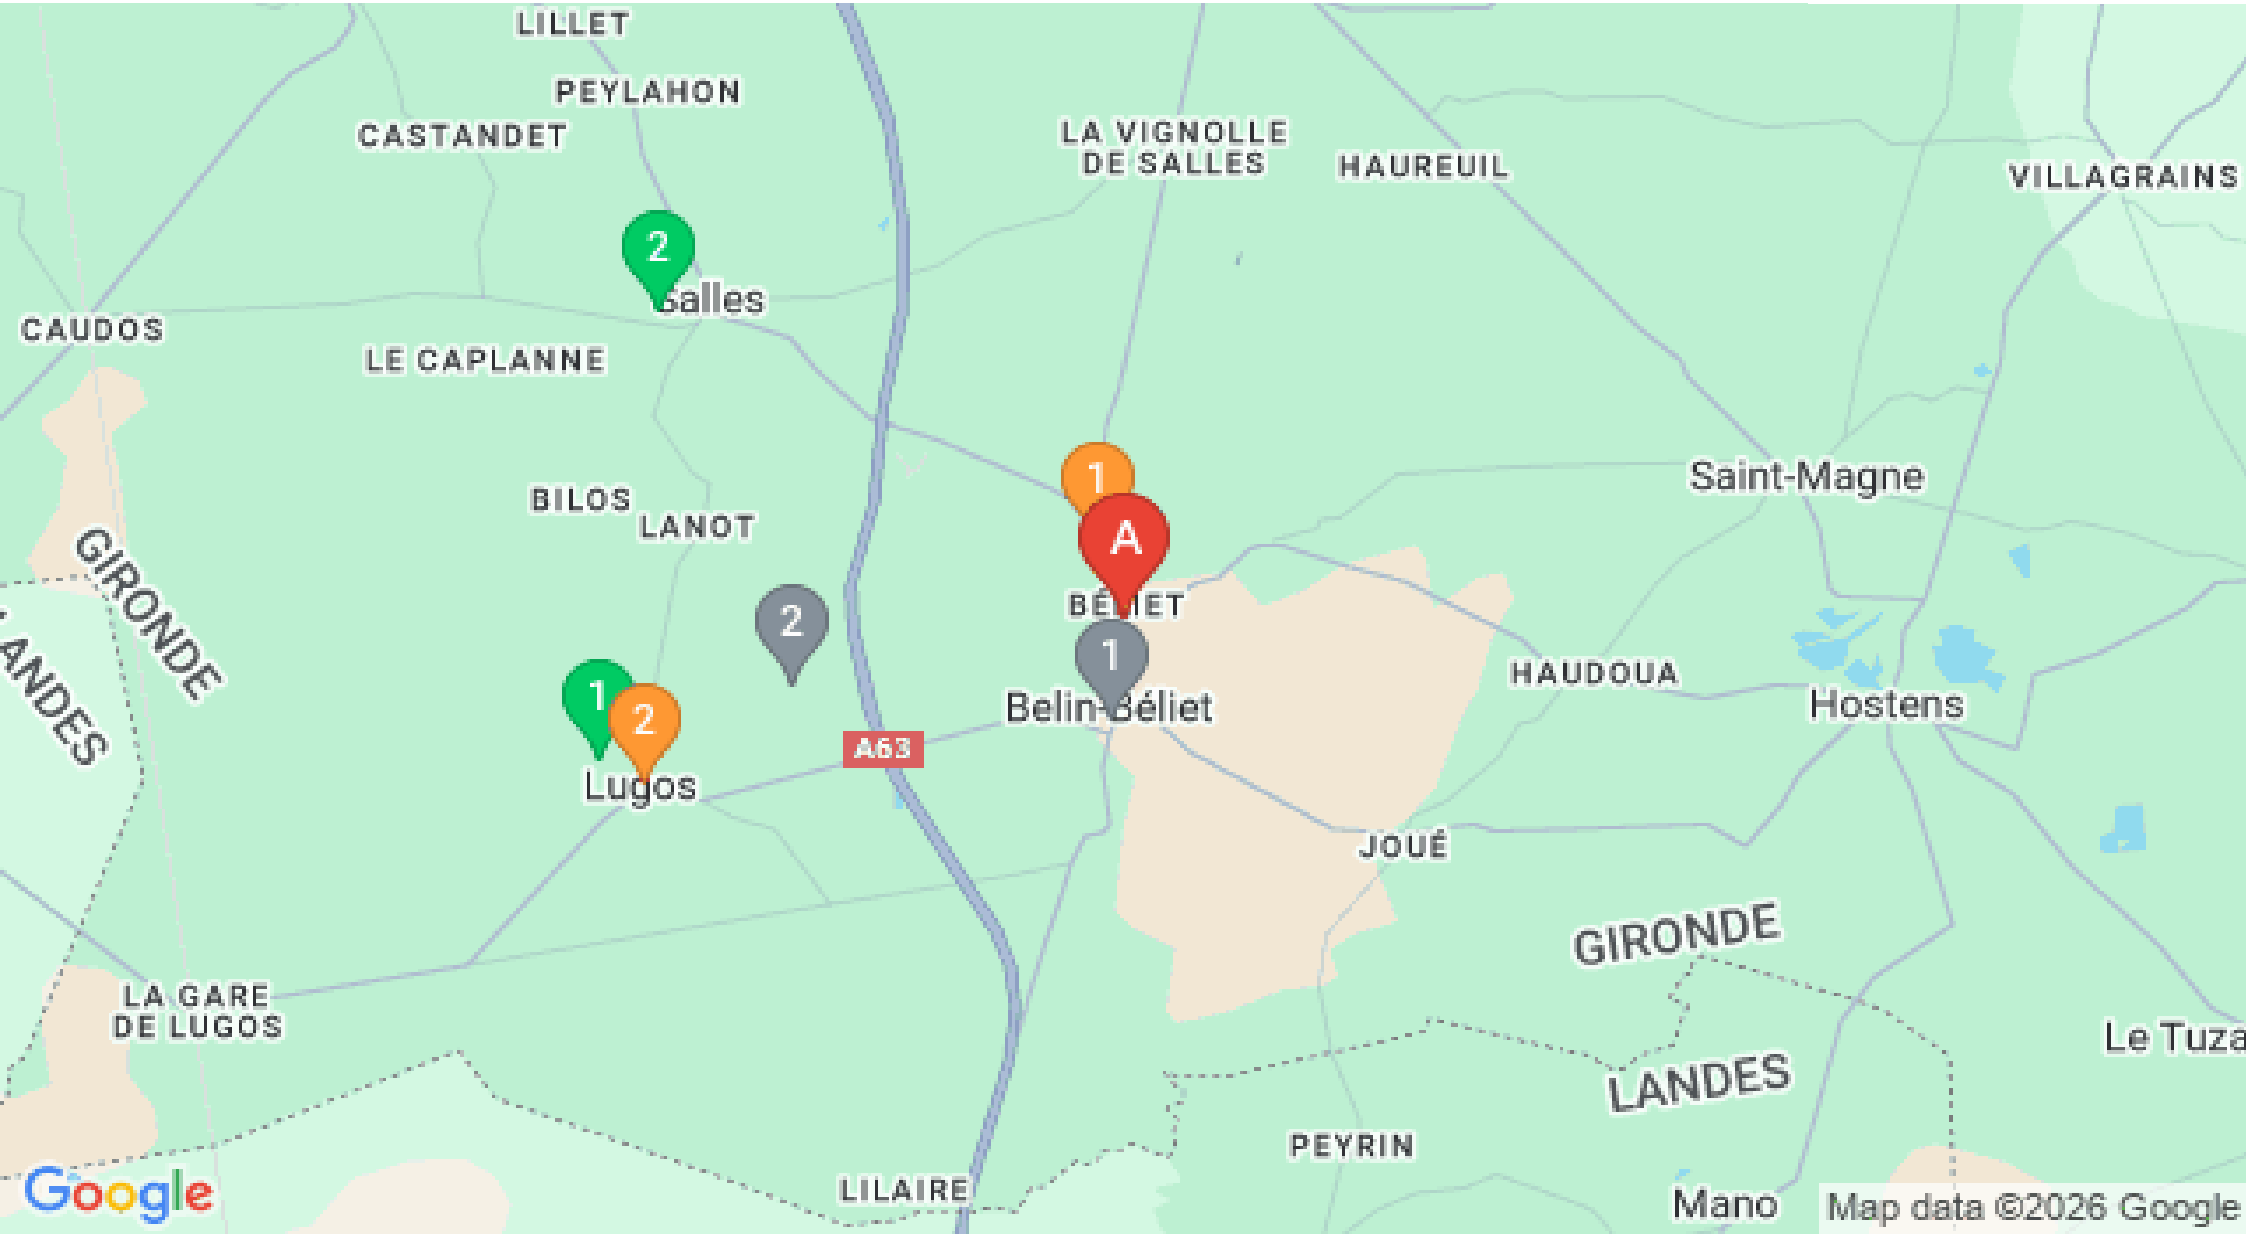 LILLET
PEYLAHON
CASTANDET
LA VIGNOLLE
DE SALLES
HAUREUIL
VILLAGRAINS
2
Salles
CAUDOS
LE CAPLANNE
1
Saint-Magne
BILOS
LANOT
A
GIRONDE
LANDES
BÉLIET
2
1
HAUDOUA
1
2
Belin-Béliet
Hostens
A63
Lugos
JOUÉ
GIRONDE
LA GARE
DE LUGOS
Le Tuza
LANDES
PEYRIN
LILAIRE
Mano
Google
Map data ©2026 Google